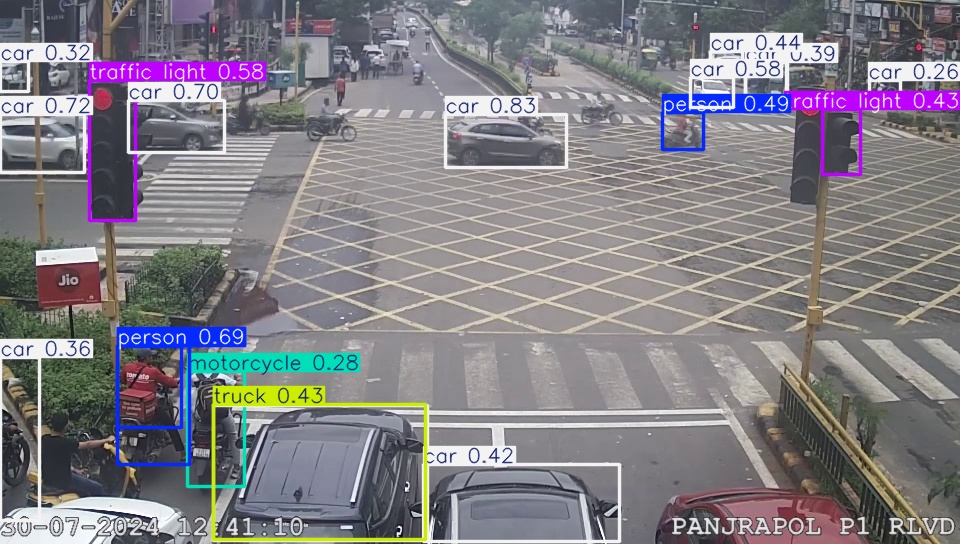 car 0.44
car 0.39
car 0.32
traffic light 0.58
car 0.58
car 0.26
car 0.70
car 0.72
car 0.83
person 0.49
raffic light 0.43
Jio
person 0.69
car 0.36
motorcycle 0.28
zomato
truck 0.43
car 0.42
30-07-2024 12:41:10
PANJRAPOL P1 RLVD